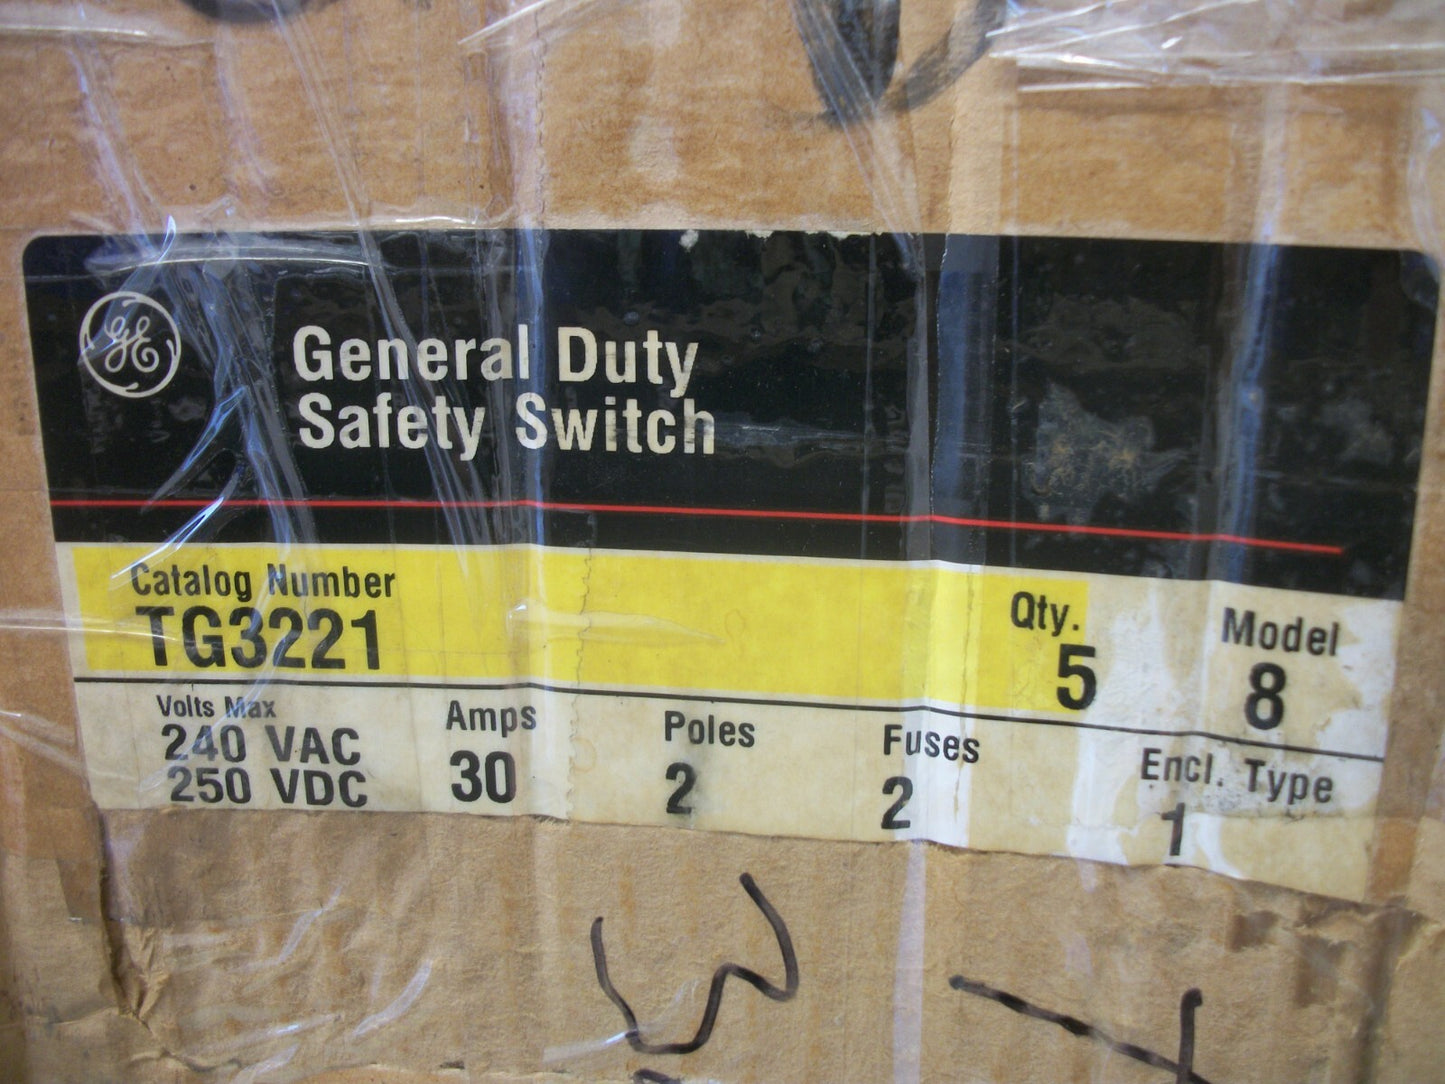 GE
General Duty
Safety Switch
Catalog Number
TG3221
Qty.
5
Model
8
Volts Max
240 VAC
250 VDC
Amps
30
Poles
2
Fuses
2
Encl. Type
1